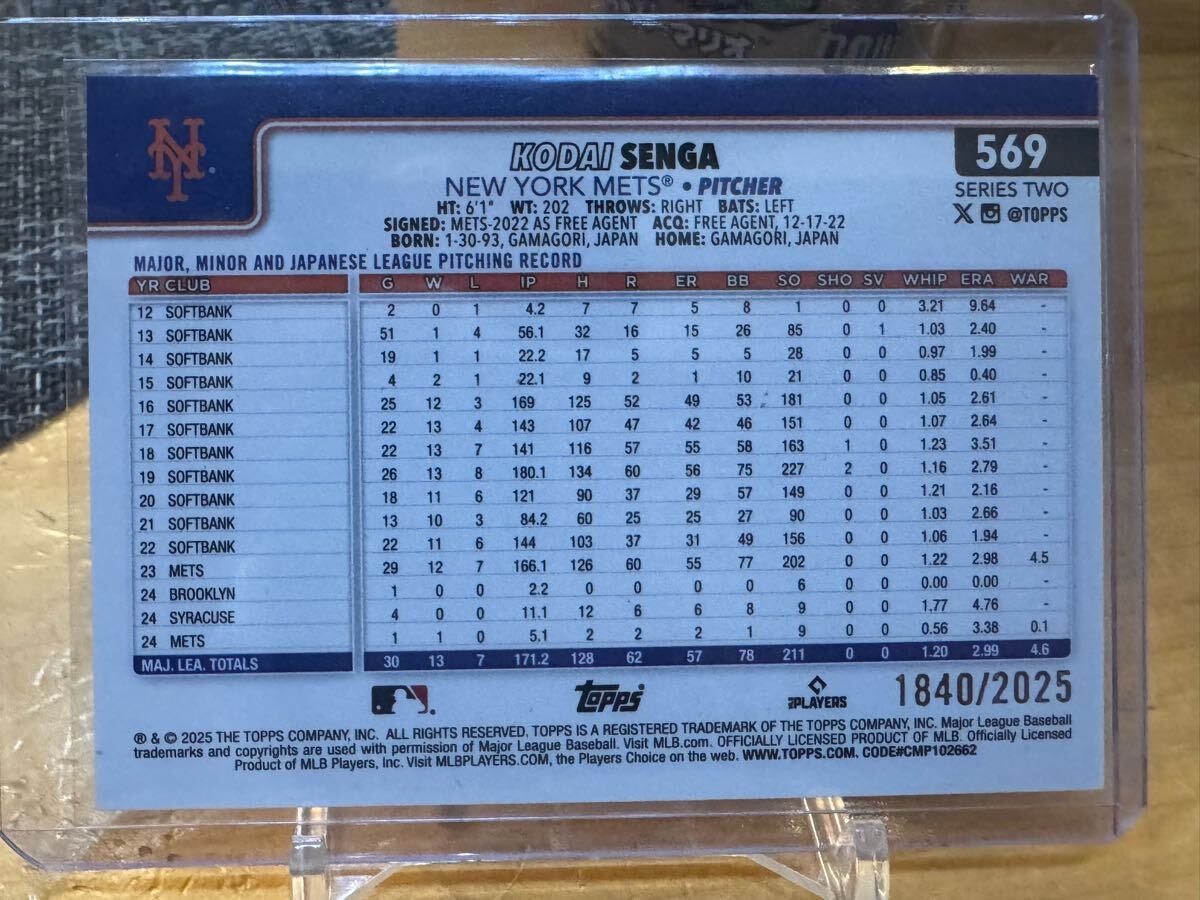 マリオ
NY
KODAI SENGA
569
NEW YORK METS® • PITCHER
SERIES TWO
HT: 6'1" WT: 202 THROWS: RIGHT BATS: LEFT
@TOPPS
SIGNED: METS-2022 AS FREE AGENT ACQ: FREE AGENT, 12-17-22
BORN: 1-30-93, GAMAGORI, JAPAN HOME: GAMAGORI, JAPAN
MAJOR, MINOR AND JAPANESE LEAGUE PITCHING RECORD
YR CLUB G W L IP H R ER BB SO SHO SV WHIP ERA WAR
12 SOFTBANK 2 0 1 4.2 7 7 5 8 1 0 0 3.21 9.64 -
13 SOFTBANK 51 1 4 56.1 32 16 15 26 85 0 1 1.03 2.40 -
14 SOFTBANK 19 1 1 22.2 17 5 5 5 28 0 0 0.97 1.99 -
15 SOFTBANK 4 2 1 22.1 9 2 1 10 21 0 0 0.85 0.40 -
16 SOFTBANK 25 12 3 169 125 52 49 53 181 0 0 1.05 2.61 -
17 SOFTBANK 22 13 4 143 107 47 42 46 151 0 0 1.07 2.64 -
18 SOFTBANK 22 13 7 141 116 57 55 58 163 1 0 1.23 3.51 -
19 SOFTBANK 26 13 8 180.1 134 60 56 75 227 2 0 1.16 2.79 -
20 SOFTBANK 18 11 6 121 90 37 29 57 149 0 0 1.21 2.16 -
21 SOFTBANK 13 10 3 84.2 60 25 25 27 90 0 0 1.03 2.66 -
22 SOFTBANK 22 11 6 144 103 37 31 49 156 0 0 1.06 1.94 -
23 METS 29 12 7 166.1 126 60 55 77 202 0 0 1.22 2.98 4.5
24 BROOKLYN 1 0 0 2.2 0 0 0 0 6 0 0 0.00 0.00 -
24 SYRACUSE 4 0 0 11.1 12 6 6 8 9 0 0 1.77 4.76 -
24 METS 1 1 0 5.1 2 2 2 1 9 0 0 0.56 3.38 0.1
MAJ. LEA. TOTALS 30 13 7 171.2 128 62 57 78 211 0 0 1.20 2.99 4.6
topps PLAYERS 1840/2025
® & © 2025 THE TOPPS COMPANY, INC. ALL RIGHTS RESERVED, TOPPS IS A REGISTERED TRADEMARK OF THE TOPPS COMPANY, INC. Major League Baseball
trademarks and copyrights are used with permission of Major League Baseball. Visit MLB.com. OFFICIALLY LICENSED PRODUCT OF MLB. Officially Licensed
Product of MLB Players, Inc. Visit MLBPLAYERS.COM, the Players Choice on the web. WWW.TOPPS.COM. CODE#CMP102662